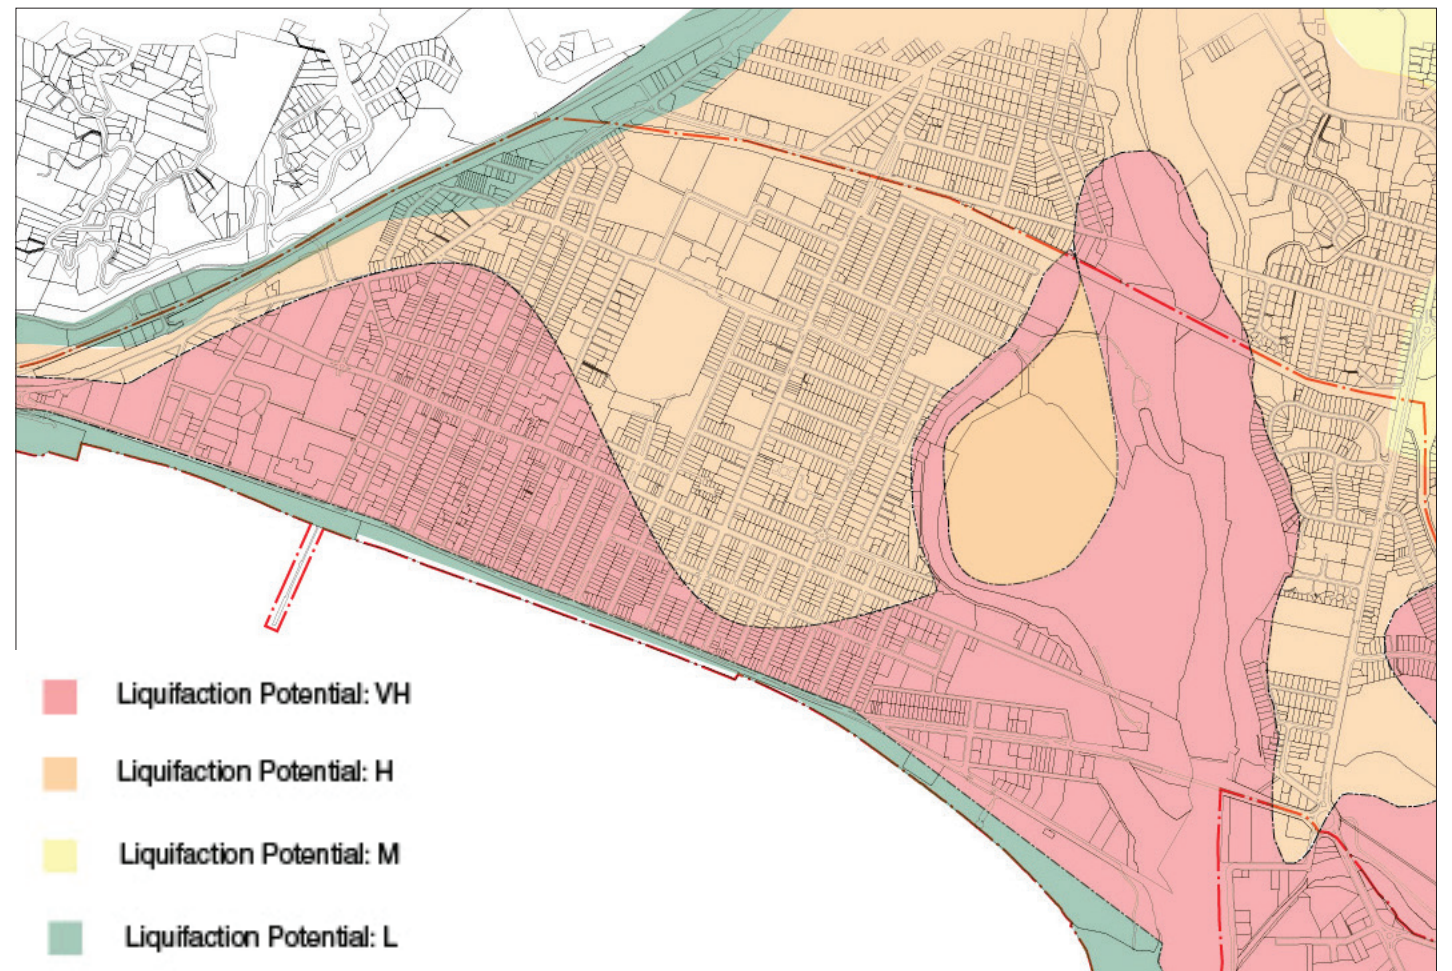 Liquifaction Potential: VH
Liquifaction Potential: H
Liquifaction Potential: M
Liquifaction Potential: L